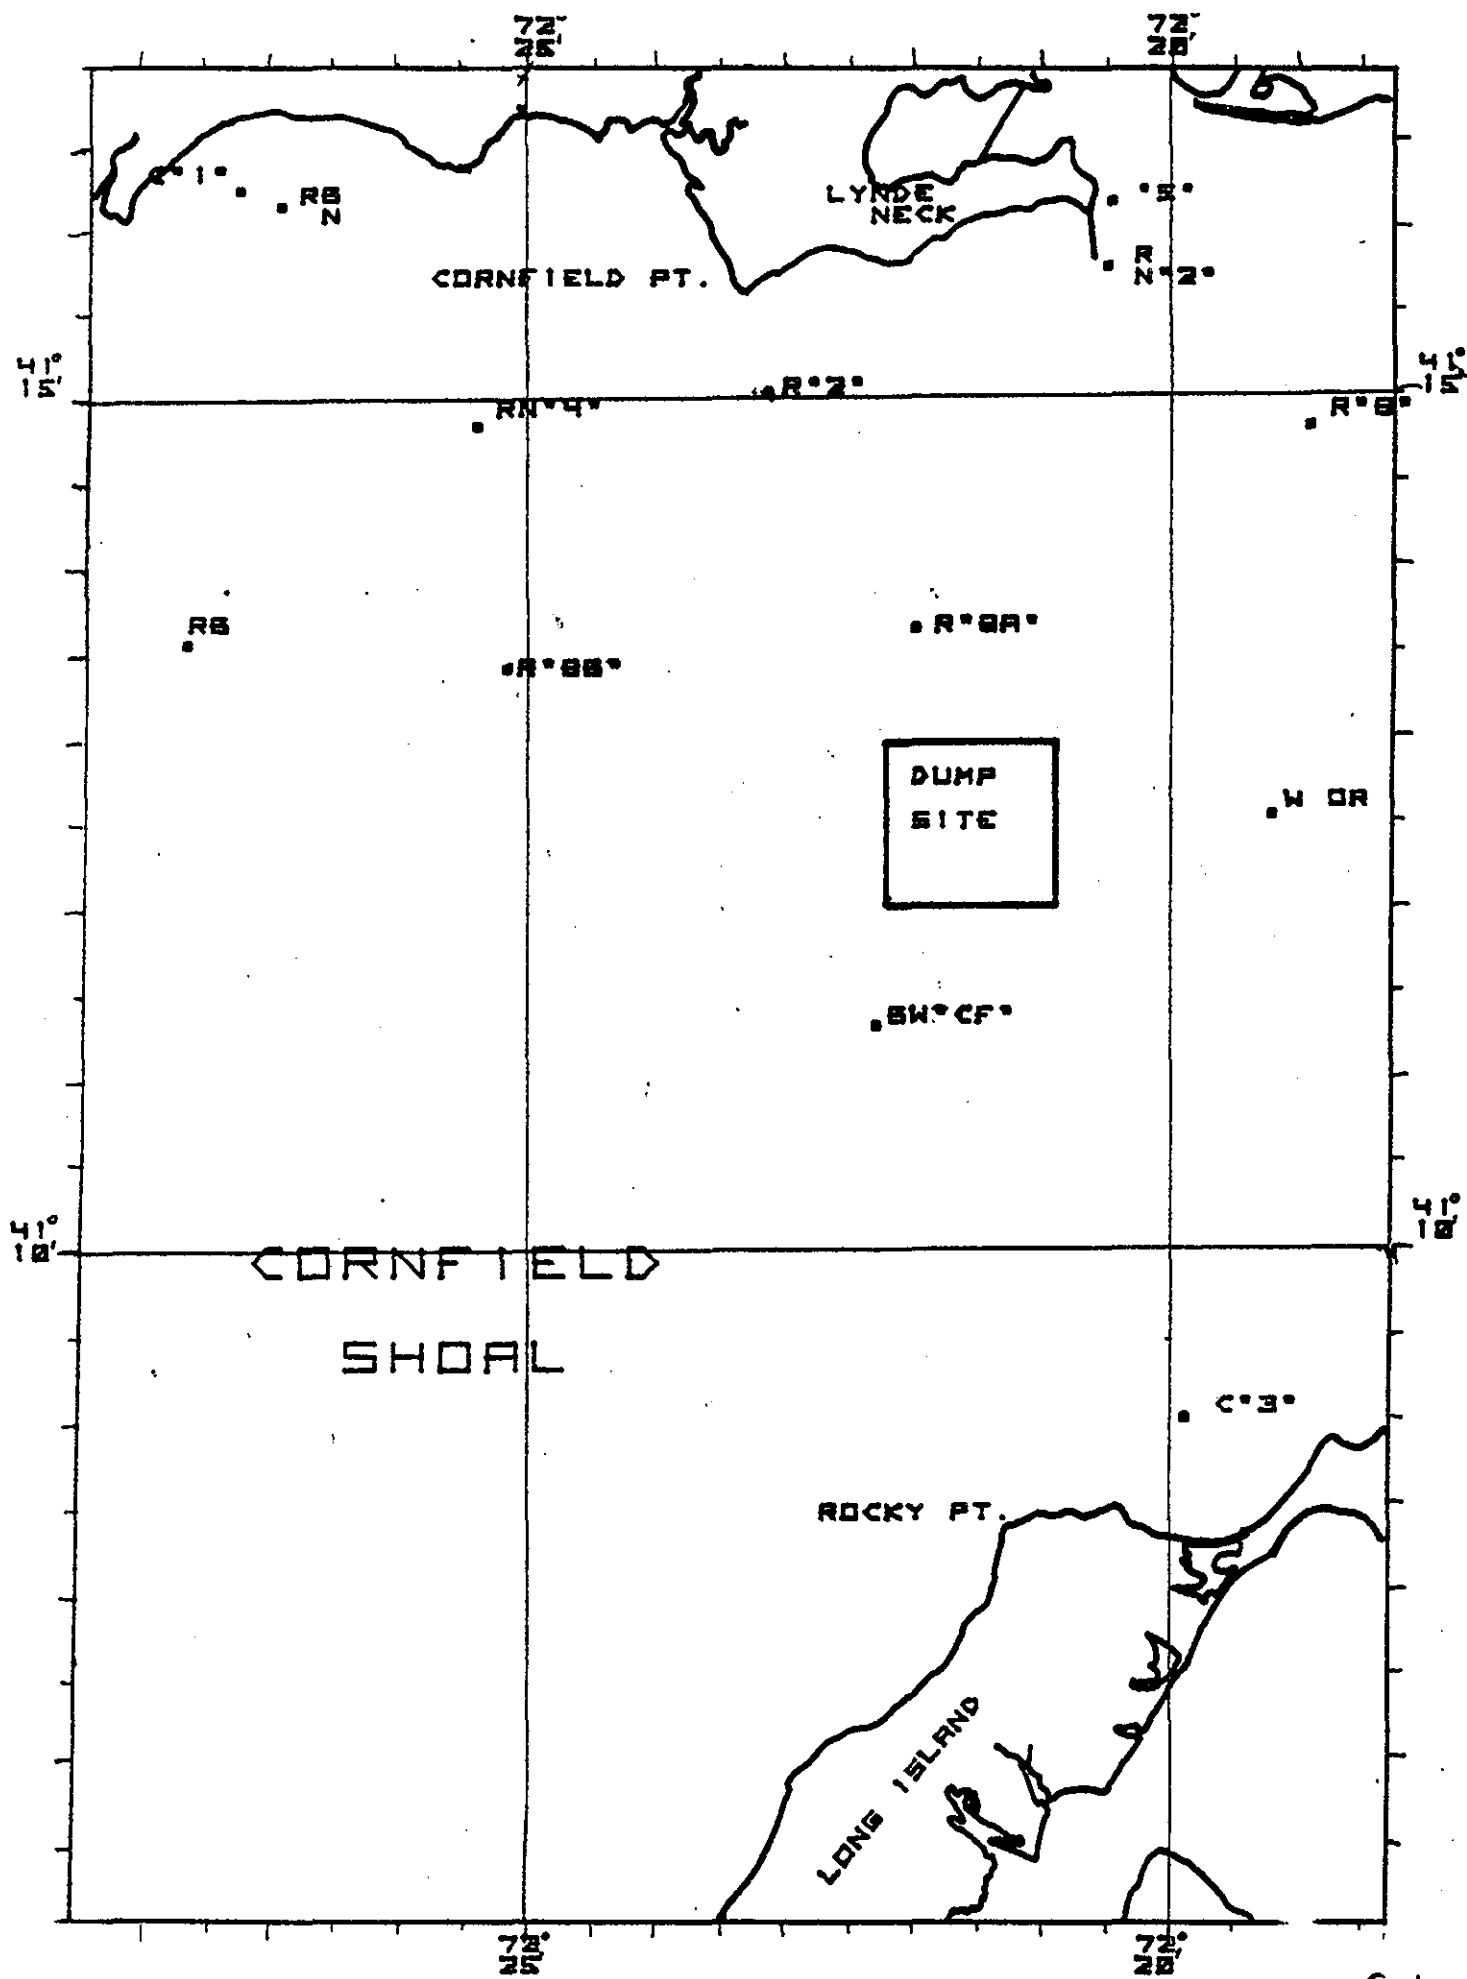 72° 72°
25' 20'
C"1"
RB
N
LYNDE
NECK
"5"
R
N"2"
CORNFIELD PT.
41° 41°
15' 15'
R"2"
RN"4"
R"8"
RB
R"8A"
R"8B"
DUMP
SITE
W OR
BW"CF"
41° 41°
10' 10'
CORNFIELD
SHOAL
C"3"
ROCKY PT.
LONG ISLAND
72° 72°
25' 20'